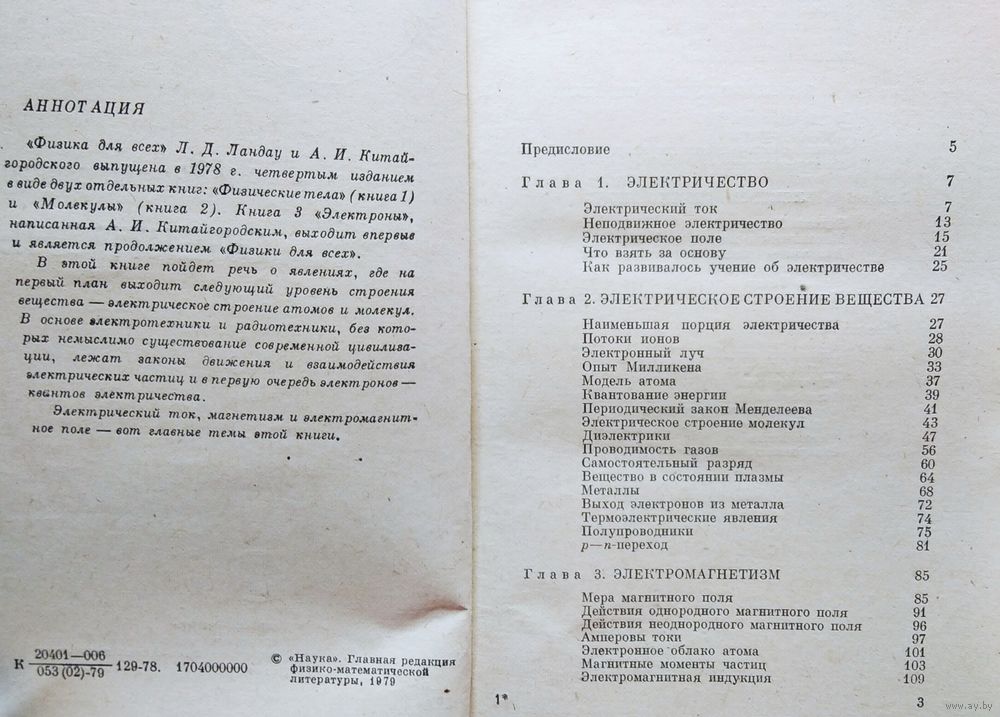 АННОТАЦИЯ
«Физика для всех» Л. Д. Ландау и А. И. Китай-
городского выпущена в 1978 г. четвертым изданием
в виде двух отдельных книг: «Физические тела» (книга 1)
и «Молекулы» (книга 2). Книга 3 «Электроны»,
написанная А. И. Китайгородским, выходит впервые
и является продолжением «Физики для всех».
В этой книге пойдет речь о явлениях, где на
первый план выходит следующий уровень строения
вещества — электрическое строение атомов и молекул.
В основе электротехники и радиотехники, без кото-
рых немыслимо существование современной цивилиза-
ции, лежат законы движения и взаимодействия
электрических частиц и в первую очередь электронов —
квантов электричества.
Электрический ток, магнетизм и электромагнит-
ное поле — вот главные темы этой книги.
К 20401—006
053 (02)-79 129-78. 1704000000
© «Наука». Главная редакция
физико-математической
литературы, 1979
Предисловие 5
Глава 1. ЭЛЕКТРИЧЕСТВО 7
Электрический ток 7
Неподвижное электричество 13
Электрическое поле 15
Что взять за основу 21
Как развивалось учение об электричестве 25
Глава 2. ЭЛЕКТРИЧЕСКОЕ СТРОЕНИЕ ВЕЩЕСТВА 27
Наименьшая порция электричества 27
Потоки ионов 28
Электронный луч 30
Опыт Милликена 33
Модель атома 37
Квантование энергии 39
Периодический закон Менделеева 41
Электрическое строение молекул 43
Диэлектрики 47
Проводимость газов 56
Самостоятельный разряд 60
Вещество в состоянии плазмы 64
Металлы 68
Выход электронов из металла 72
Термоэлектрические явления 74
Полупроводники 75
p—n-переход 81
Глава 3. ЭЛЕКТРОМАГНЕТИЗМ 85
Мера магнитного поля 85
Действия однородного магнитного поля 91
Действия неоднородного магнитного поля 96
Амперовы токи 97
Электронное облако атома 101
Магнитные моменты частиц 103
Электромагнитная индукция 109
1* 3
www.ay.by